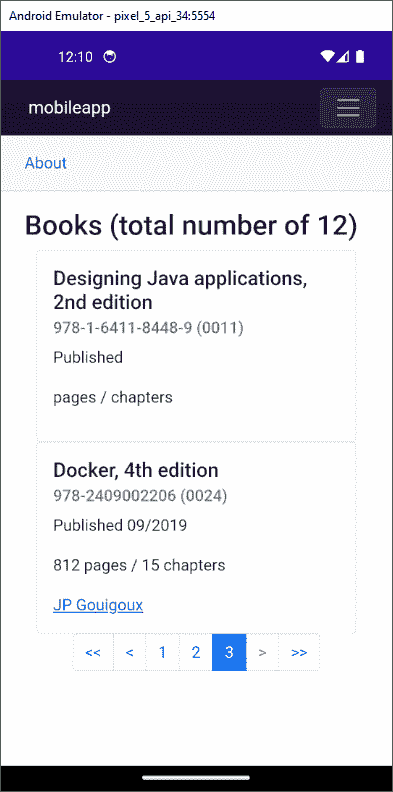 Android Emulator - pixel_5_api_34:5554
12:10
mobileapp
About
Books (total number of 12)
Designing Java applications,
2nd edition
978-1-6411-8448-9 (0011)
Published
pages / chapters
Docker, 4th edition
978-2409002206 (0024)
Published 09/2019
812 pages / 15 chapters
JP Gouigoux
<< < 1 2 3 > >>